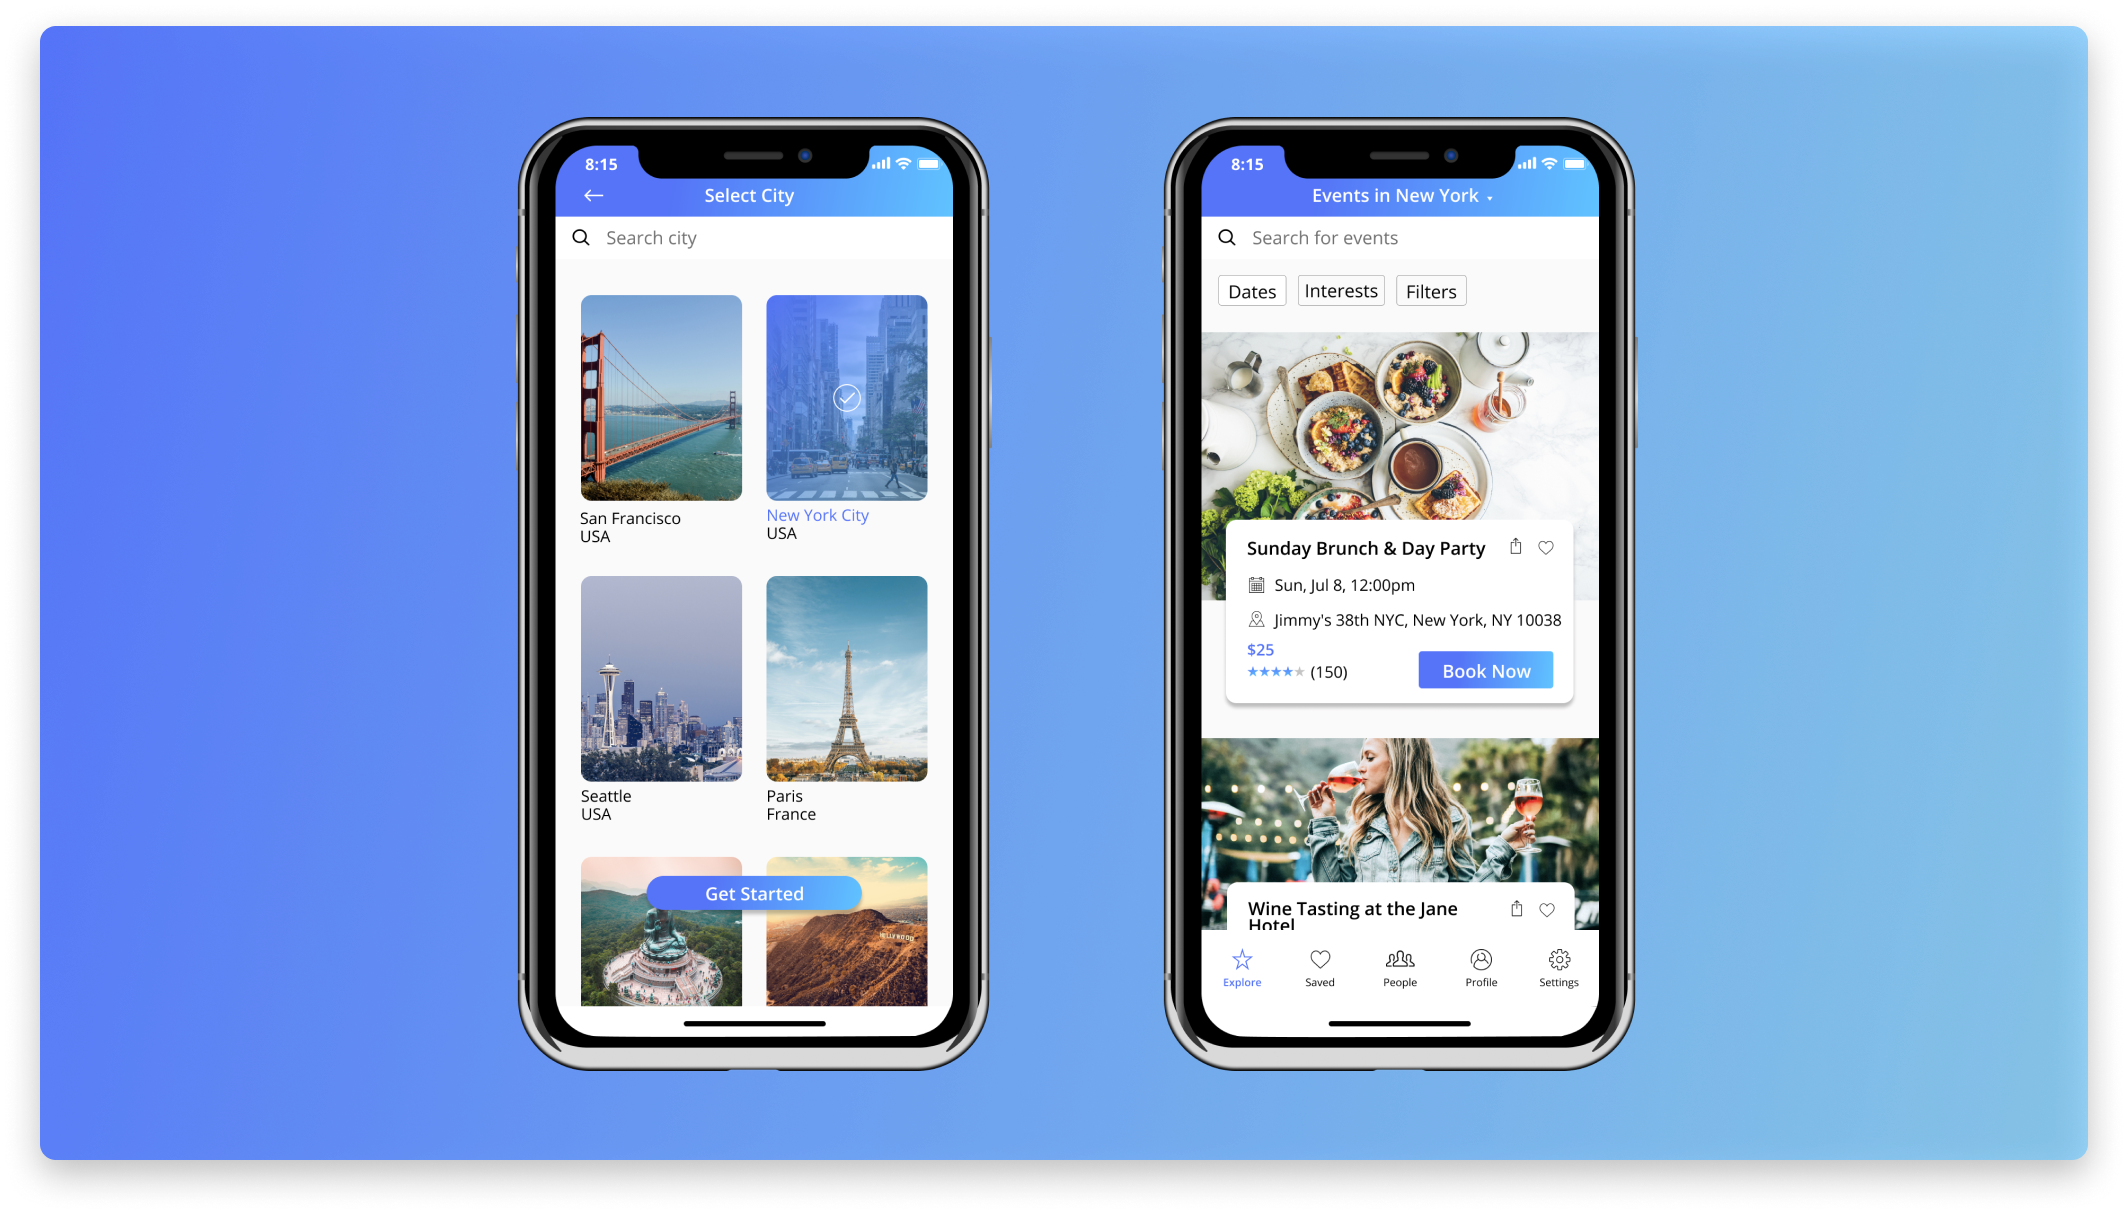 8:15
Select City
Search city
San Francisco
USA
New York City
USA
Seattle
USA
Paris
France
Get Started
HOLLYWOOD
8:15
Events in New York
Search for events
Dates
Interests
Filters
Sunday Brunch & Day Party
Sun, Jul 8, 12:00pm
Jimmy's 38th NYC, New York, NY 10038
$25
(150)
Book Now
Wine Tasting at the Jane
Hotel
Explore
Saved
People
Profile
Settings